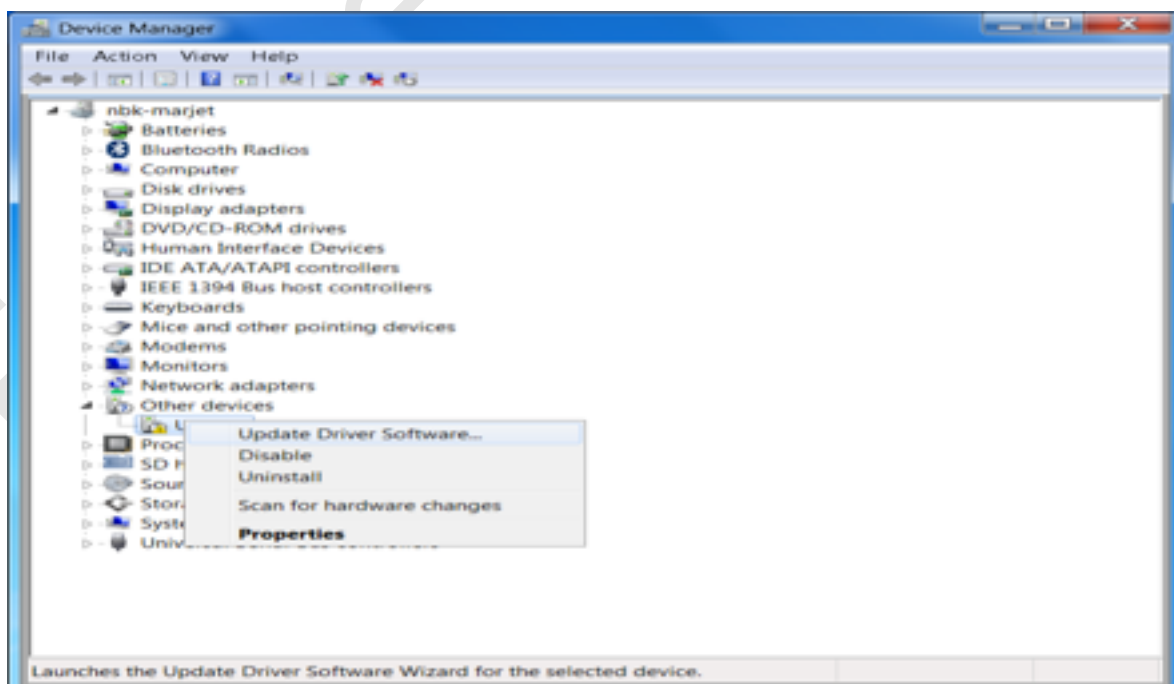 Device Manager
File Action View Help
nbk-marjet
Batteries
Bluetooth Radios
Computer
Disk drives
Display adapters
DVD/CD-ROM drives
Human Interface Devices
IDE ATA/ATAPI controllers
IEEE 1394 Bus host controllers
Keyboards
Mice and other pointing devices
Modems
Monitors
Network adapters
Other devices
Update Driver Software...
Disable
Uninstall
Scan for hardware changes
Properties
Launches the Update Driver Software Wizard for the selected device.